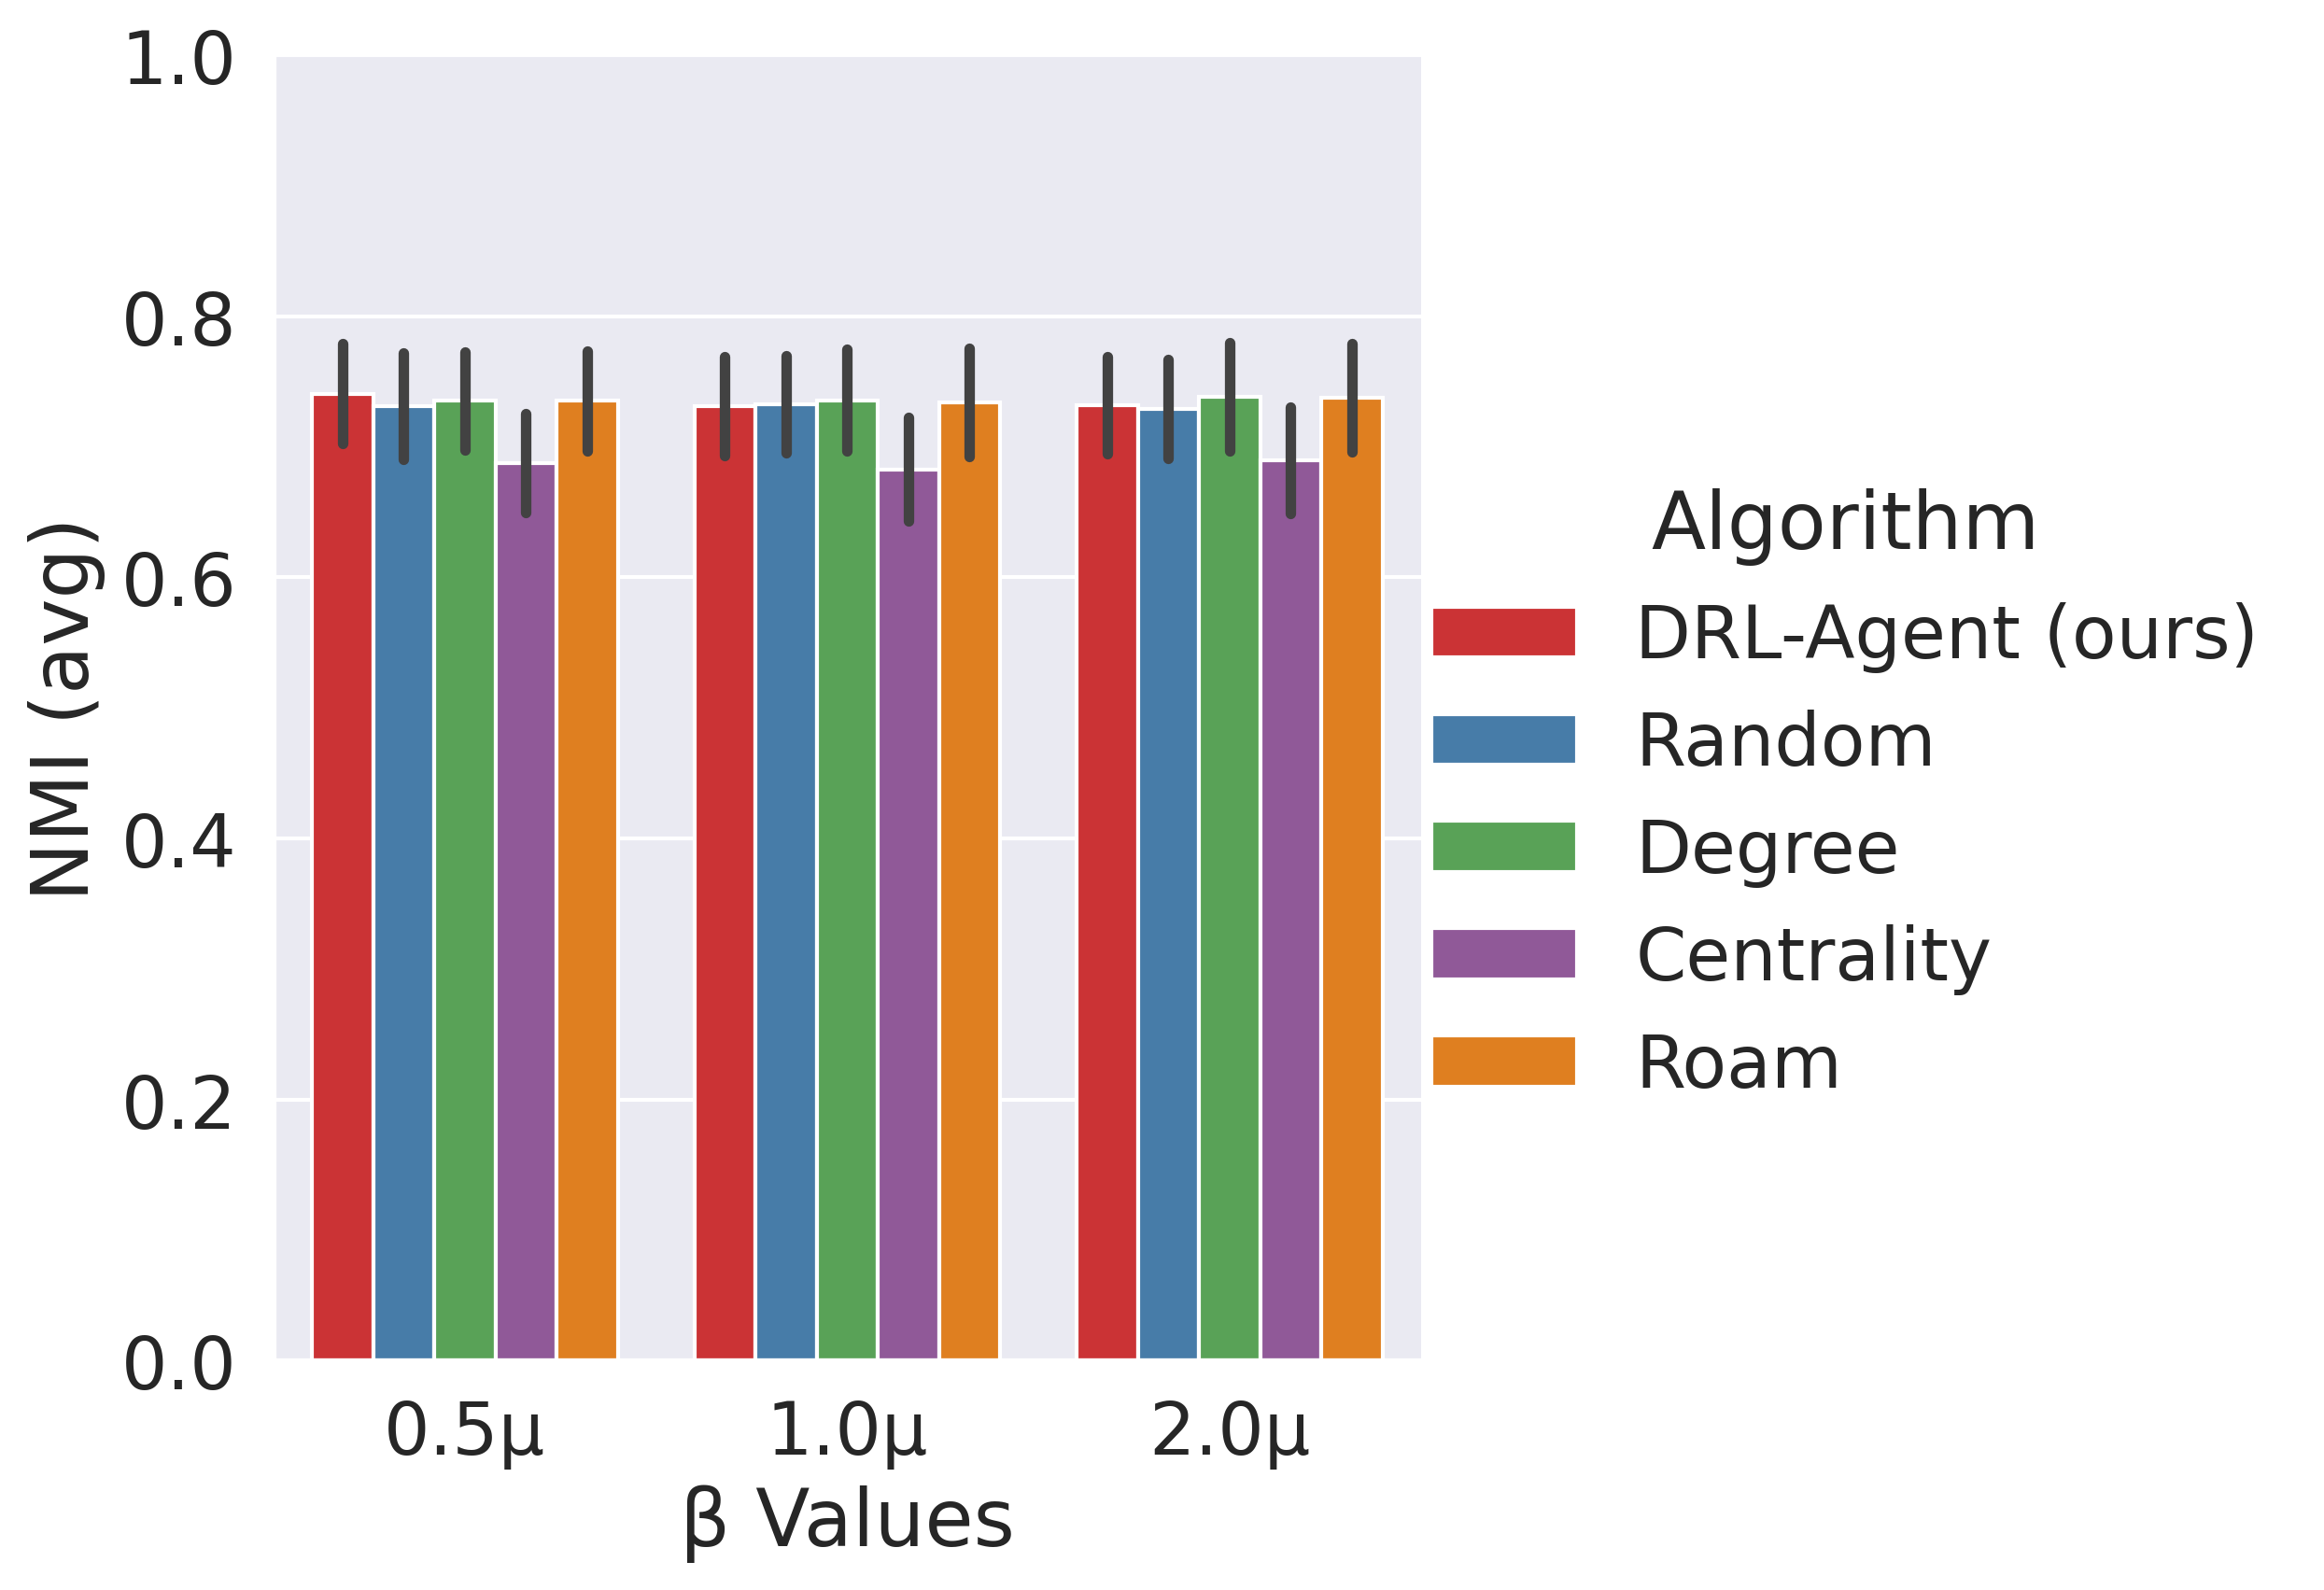 1.0
0.8
0.6
0.4
0.2
0.0
NMI (avg)
0.5µ
1.0µ
2.0µ
β Values
Algorithm
DRL-Agent (ours)
Random
Degree
Centrality
Roam